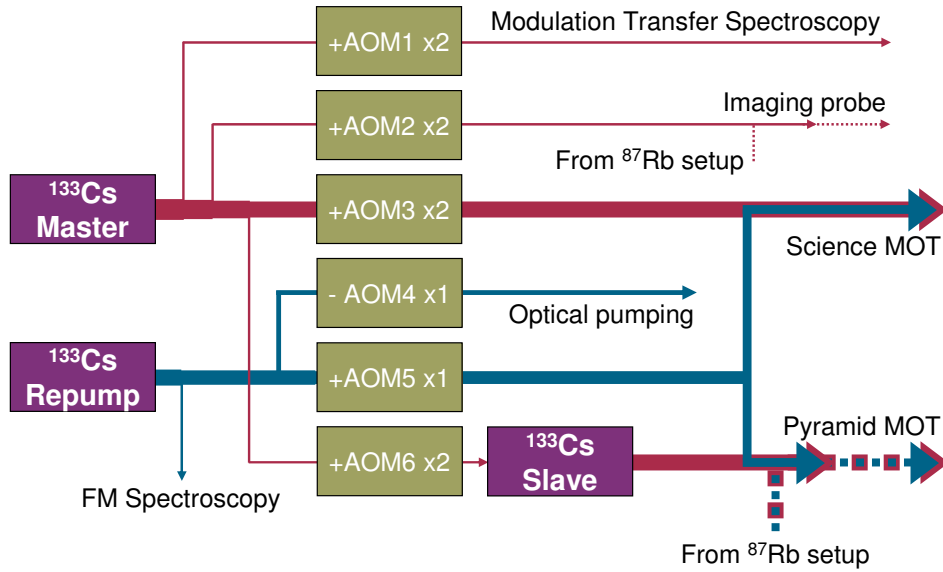 Modulation Transfer Spectroscopy
+AOM1 x2
Imaging probe
+AOM2 x2
From ⁸⁷Rb setup
¹³³Cs
Master
+AOM3 x2
Science MOT
- AOM4 x1
Optical pumping
¹³³Cs
Repump
+AOM5 x1
Pyramid MOT
+AOM6 x2
¹³³Cs
Slave
FM Spectroscopy
From ⁸⁷Rb setup